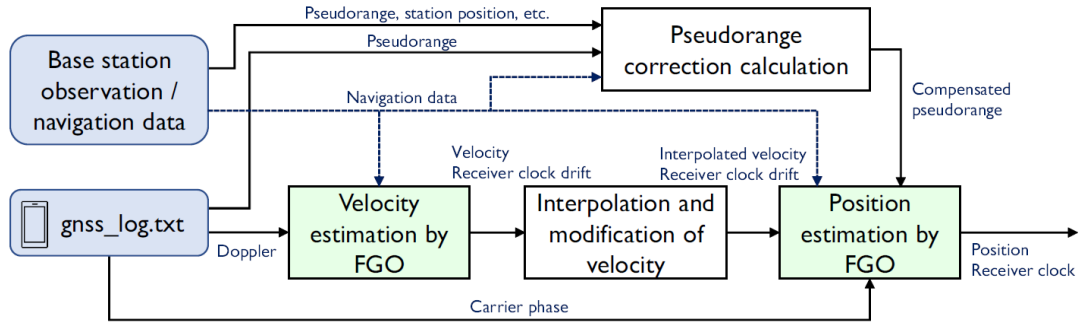 Pseudorange, station position, etc.
Pseudorange
Base station
observation /
navigation data
Pseudorange
correction calculation
Navigation data
Compensated
pseudorange
Velocity
Receiver clock drift
Interpolated velocity
Receiver clock drift
gnss_log.txt
Doppler
Velocity
estimation by
FGO
Interpolation and
modification of
velocity
Position
estimation by
FGO
Position
Receiver clock
Carrier phase